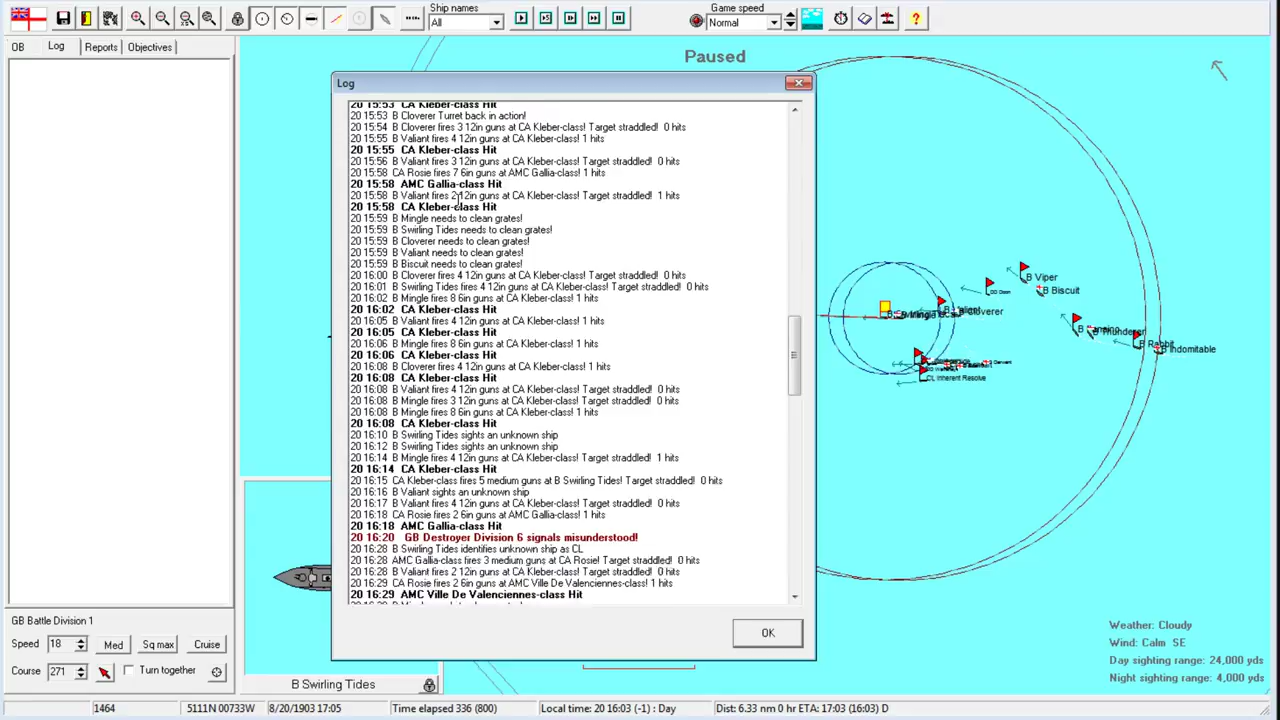 Ship names
All
Game speed
Normal
?
OB
Log
Reports
Objectives
Paused
Log
20 15:53 CA Kleber-class Hit
20 15:53 B Cloverer Turret back in action!
20 15:54 B Cloverer fires 3 12in guns at CA Kleber-class! Target straddled! 0 hits
20 15:55 B Valiant fires 4 12in guns at CA Kleber-class! 1 hits
20 15:55 CA Kleber-class Hit
20 15:56 B Valiant fires 3 12in guns at CA Kleber-class! Target straddled! 0 hits
20 15:58 CA Rosie fires 7 6in guns at AMC Gallia-class! 1 hits
20 15:58 AMC Gallia-class Hit
20 15:58 B Valiant fires 2 12in guns at CA Kleber-class! Target straddled! 1 hits
20 15:58 CA Kleber-class Hit
20 15:59 B Mingle needs to clean grates!
20 15:59 B Swirling Tides needs to clean grates!
20 15:59 B Cloverer needs to clean grates!
20 15:59 B Valiant needs to clean grates!
20 15:59 B Biscuit needs to clean grates!
20 16:00 B Cloverer fires 4 12in guns at CA Kleber-class! Target straddled! 0 hits
20 16:01 B Swirling Tides fires 4 12in guns at CA Kleber-class! Target straddled! 0 hits
20 16:02 B Mingle fires 8 6in guns at CA Kleber-class! 1 hits
20 16:02 CA Kleber-class Hit
20 16:05 B Valiant fires 4 12in guns at CA Kleber-class! 1 hits
20 16:05 CA Kleber-class Hit
20 16:06 B Mingle fires 8 6in guns at CA Kleber-class! 1 hits
20 16:06 CA Kleber-class Hit
20 16:08 B Cloverer fires 4 12in guns at CA Kleber-class! 1 hits
20 16:08 CA Kleber-class Hit
20 16:08 B Valiant fires 4 12in guns at CA Kleber-class! Target straddled! 0 hits
20 16:08 B Mingle fires 3 12in guns at CA Kleber-class! Target straddled! 0 hits
20 16:08 B Mingle fires 8 6in guns at CA Kleber-class! 1 hits
20 16:08 CA Kleber-class Hit
20 16:10 B Swirling Tides sights an unknown ship
20 16:12 B Swirling Tides sights an unknown ship
20 16:14 B Mingle fires 4 12in guns at CA Kleber-class! Target straddled! 1 hits
20 16:14 CA Kleber-class Hit
20 16:15 CA Kleber-class fires 5 medium guns at B Swirling Tides! Target straddled! 0 hits
20 16:16 B Valiant sights an unknown ship
20 16:17 B Valiant fires 4 12in guns at CA Kleber-class! Target straddled! 0 hits
20 16:18 CA Rosie fires 2 6in guns at AMC Gallia-class! 1 hits
20 16:18 AMC Gallia-class Hit
20 16:20 GB Destroyer Division 6 signals misunderstood!
20 16:28 B Swirling Tides identifies unknown ship as CL
20 16:28 AMC Gallia-class fires 3 medium guns at CA Rosie! Target straddled! 0 hits
20 16:28 B Valiant fires 2 12in guns at CA Kleber-class! Target straddled! 0 hits
20 16:29 CA Rosie fires 2 6in guns at AMC Ville De Valenciennes-class! 1 hits
20 16:29 AMC Ville De Valenciennes-class Hit
OK
B Viper
B Biscuit
Cloverer
B Thunderer
B Rabbit
B Indomitable
CL Inherent Resolve
GB Battle Division 1
Speed 18 Med Sq max Cruise
Course 271 Turn together
B Swirling Tides
Weather: Cloudy
Wind: Calm SE
Day sighting range: 24,000 yds
Night sighting range: 4,000 yds
1464
5111N 00733W
8/20/1903 17:05
Time elapsed 336 (800)
Local time: 20 16:03 (-1) : Day
Dist: 6.33 nm 0 hr ETA: 17:03 (16:03) D